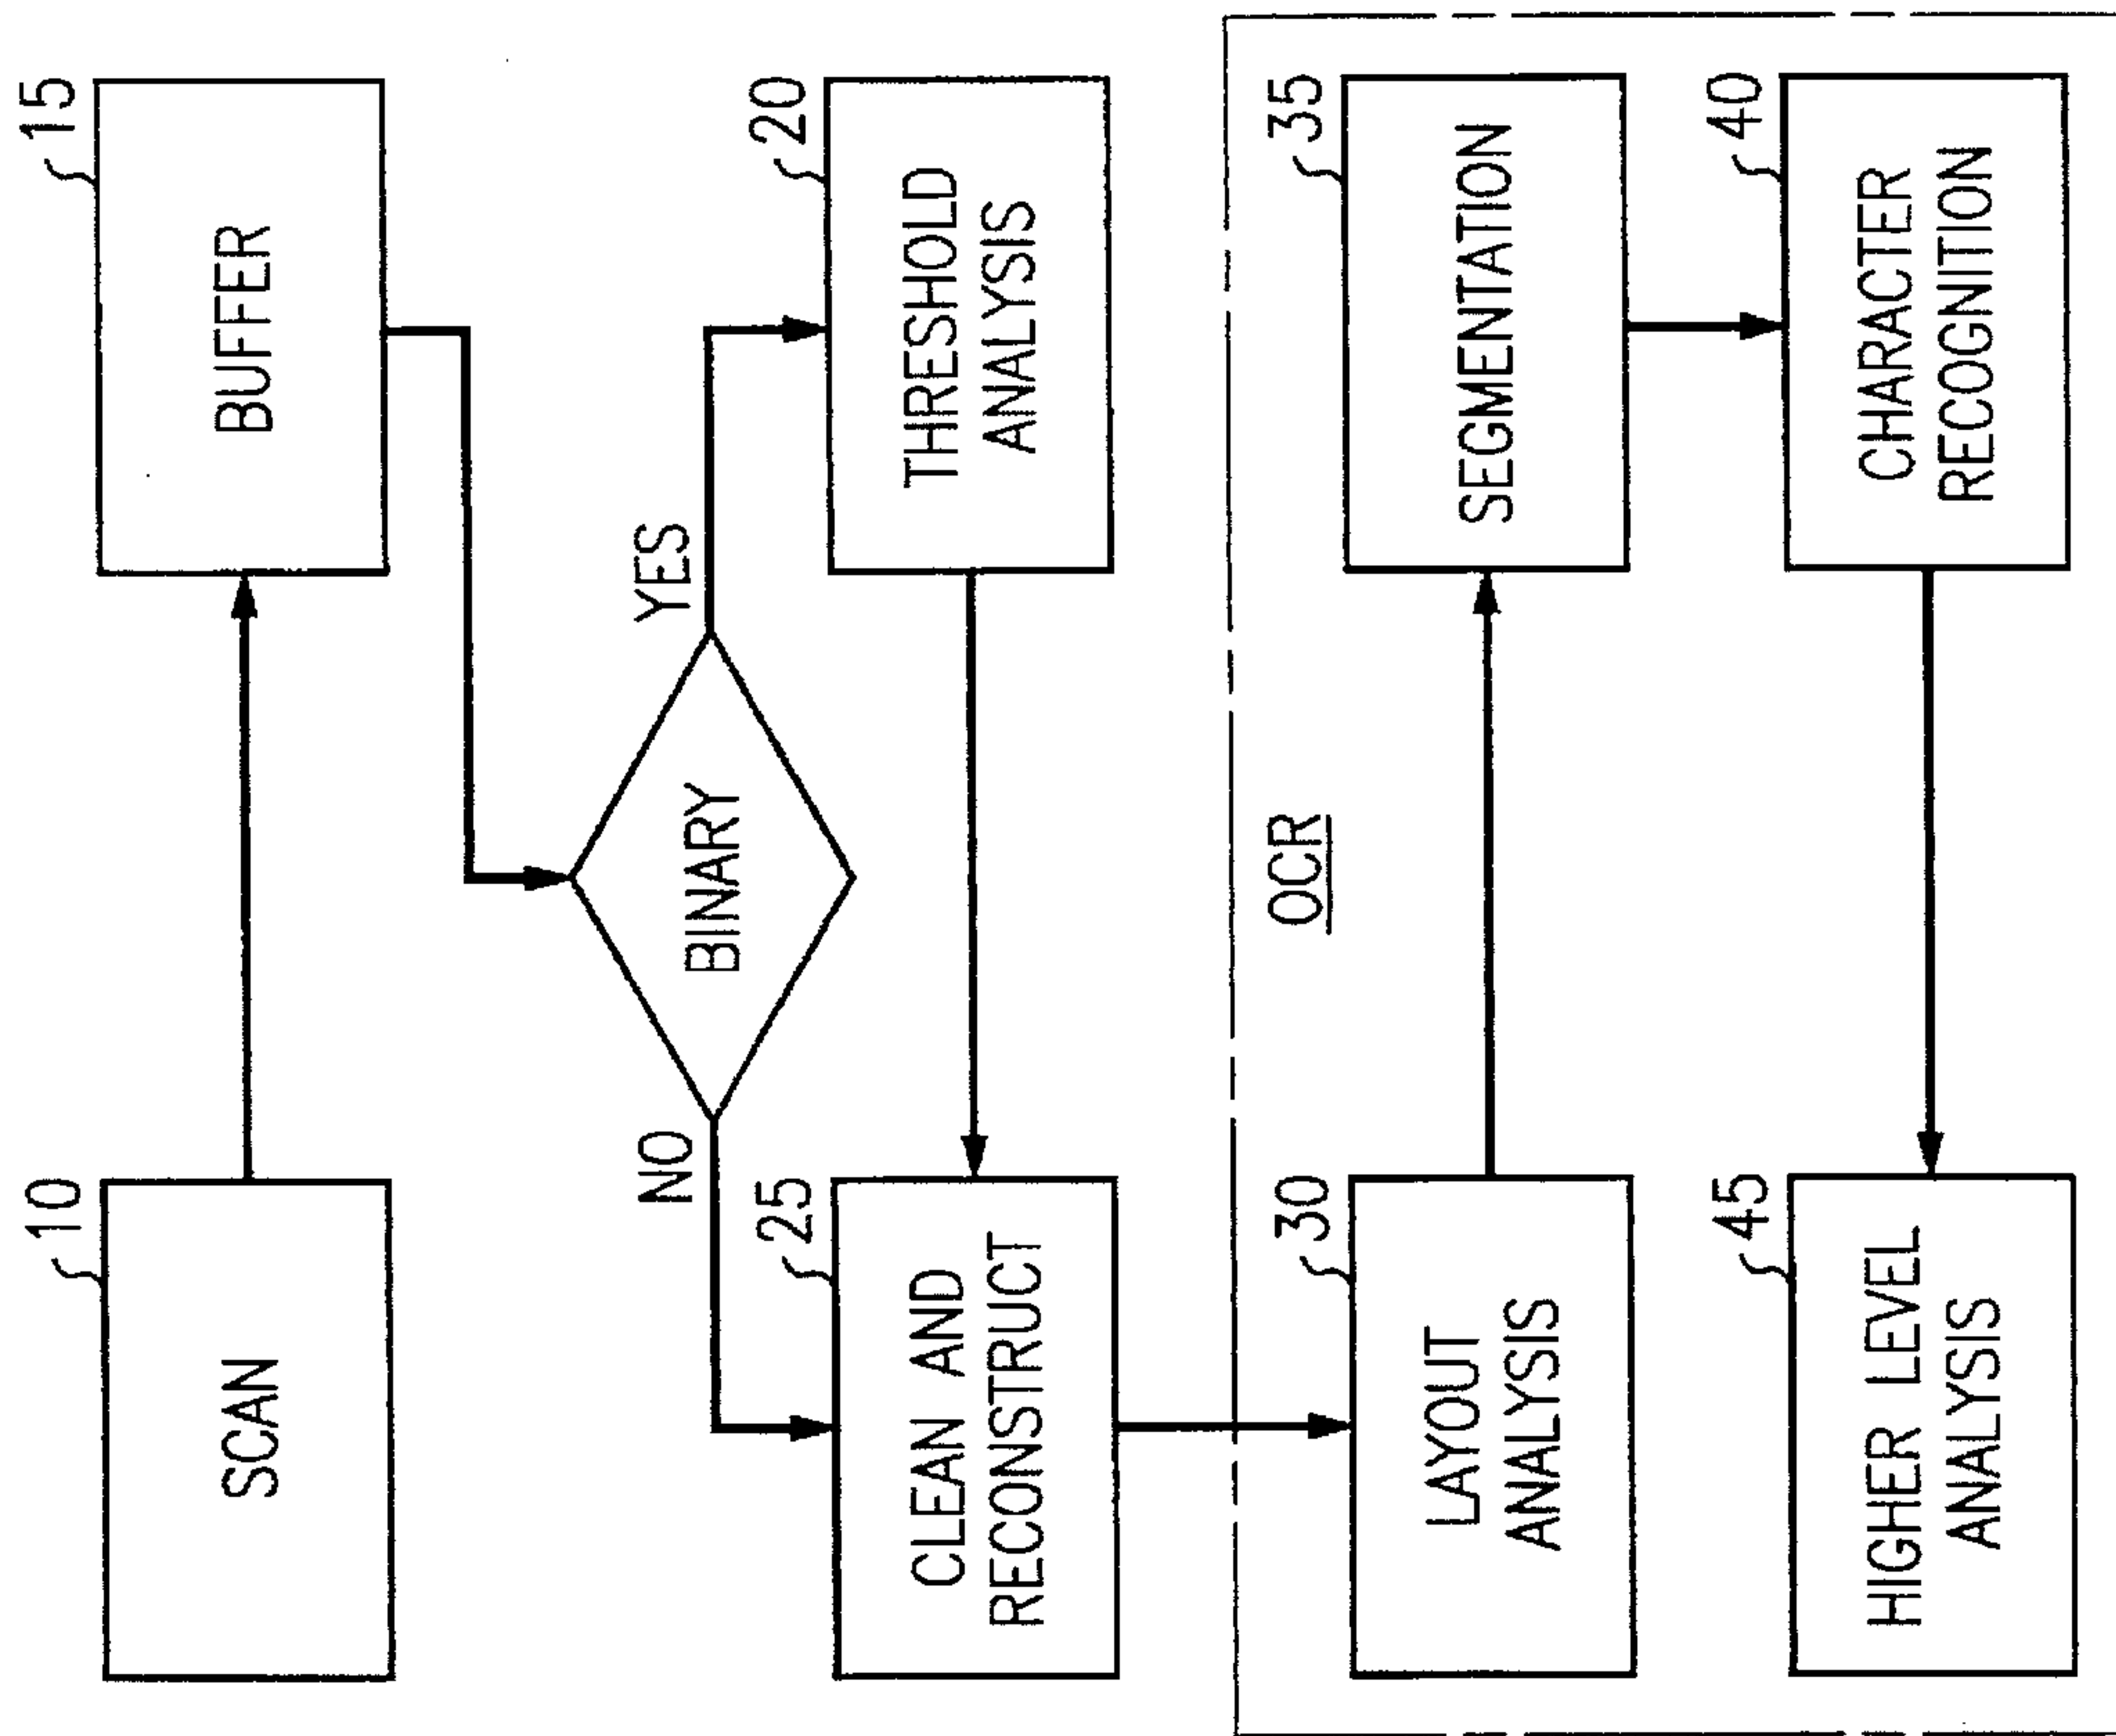 10
SCAN
15
BUFFER
BINARY
NO
YES
25
CLEAN AND
RECONSTRUCT
20
THRESHOLD
ANALYSIS
OCR
30
LAYOUT
ANALYSIS
35
SEGMENTATION
45
HIGHER LEVEL
ANALYSIS
40
CHARACTER
RECOGNITION